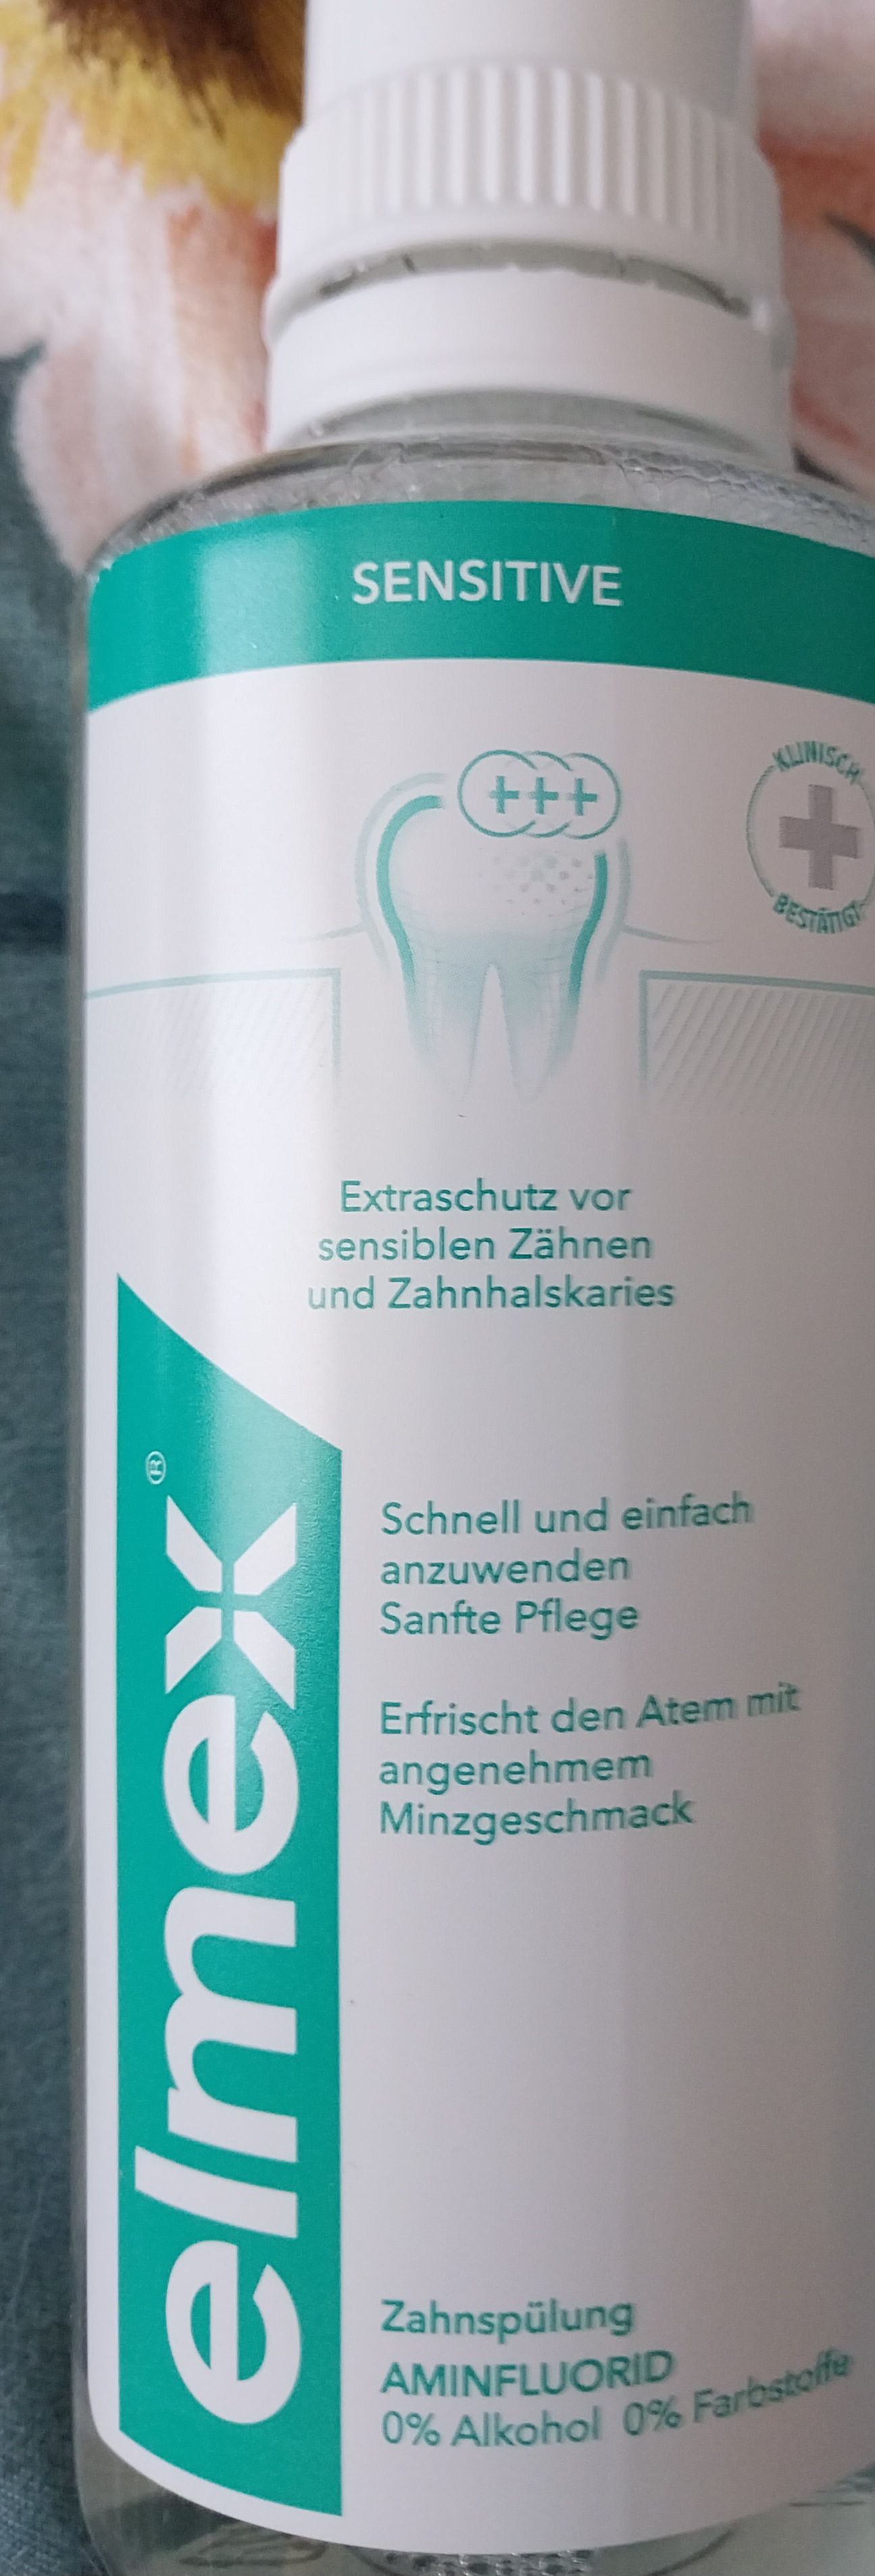 SENSITIVE
+++
KLINISCH
BESTÄTIGT
Extraschutz vor
sensiblen Zähnen
und Zahnhalskaries
elmex®
Schnell und einfach
anzuwenden
Sanfte Pflege
Erfrischt den Atem mit
angenehmem
Minzgeschmack
Zahnspülung
AMINFLUORID
0% Alkohol 0% Farbstoffe